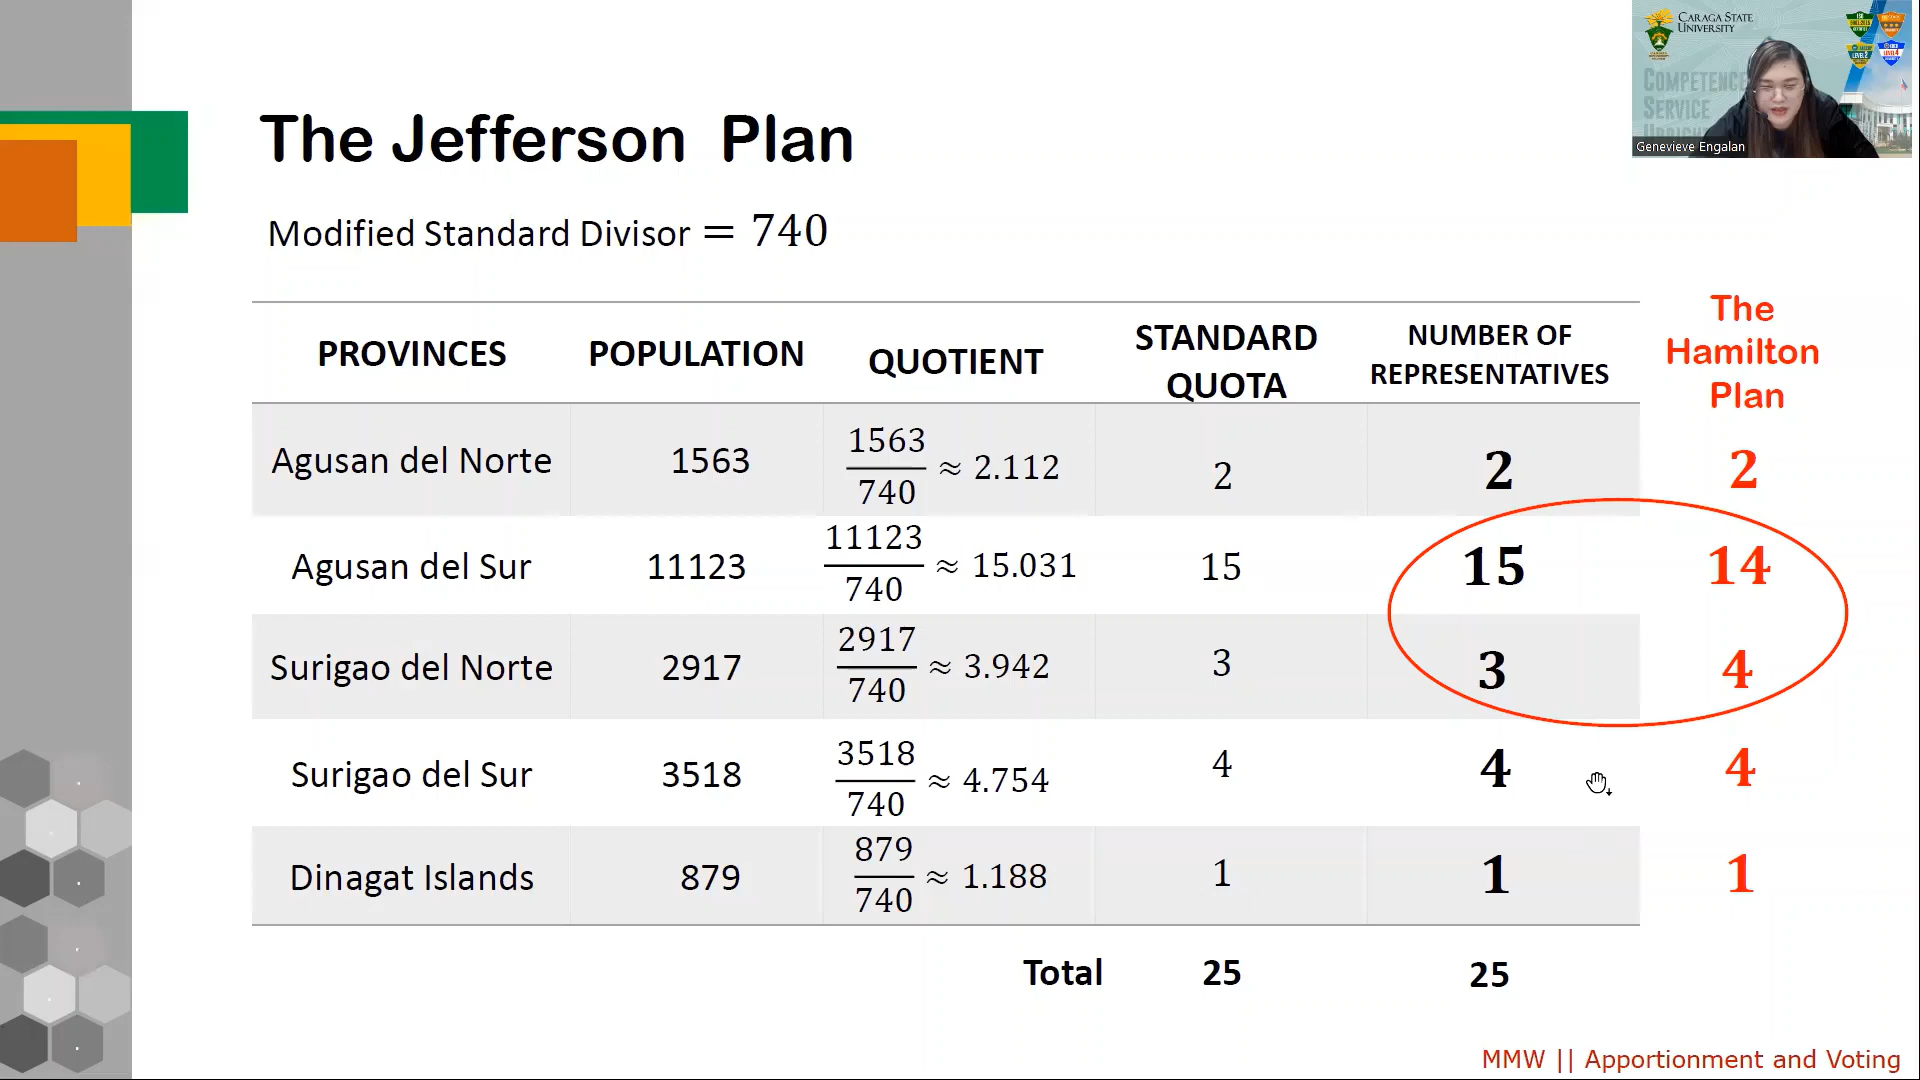 CARAGA STATE
UNIVERSITY
COMPETENCE
SERVICE
Genevieve Engalan
The Jefferson Plan
Modified Standard Divisor = 740
The
Hamilton
Plan
PROVINCES POPULATION QUOTIENT STANDARD QUOTA NUMBER OF REPRESENTATIVES
Agusan del Norte 1563 1563/740 ≈ 2.112 2 2 2
Agusan del Sur 11123 11123/740 ≈ 15.031 15 15 14
Surigao del Norte 2917 2917/740 ≈ 3.942 3 3 4
Surigao del Sur 3518 3518/740 ≈ 4.754 4 4 4
Dinagat Islands 879 879/740 ≈ 1.188 1 1 1
Total 25 25
MMW || Apportionment and Voting